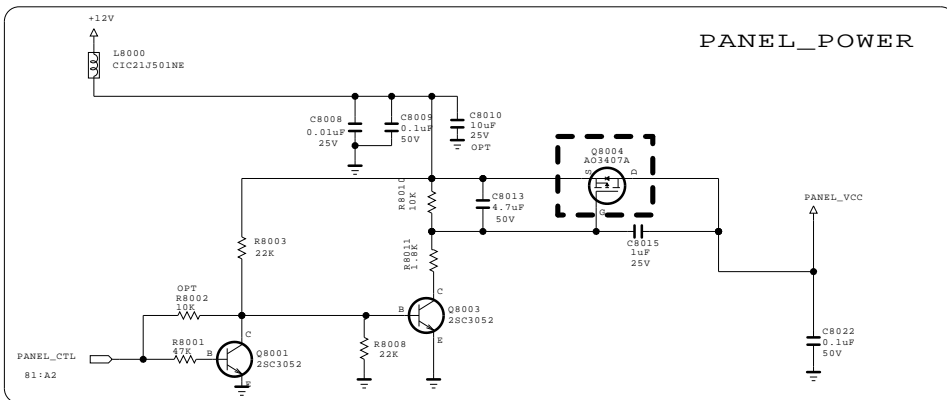 +12V
PANEL_POWER
L8000
CIC21J501NE
C8008
0.01uF
25V
C8009
0.1uF
50V
C8010
10uF
25V
OPT
Q8004
AO3407A
S
D
G
R8010
10K
C8013
4.7uF
50V
PANEL_VCC
R8003
22K
R8011
1.8K
C8015
1uF
25V
OPT
R8002
10K
C
B
Q8003
2SC3052
E
R8001
47K
C
B
Q8001
2SC3052
E
R8008
22K
C8022
0.1uF
50V
PANEL_CTL
81:A2